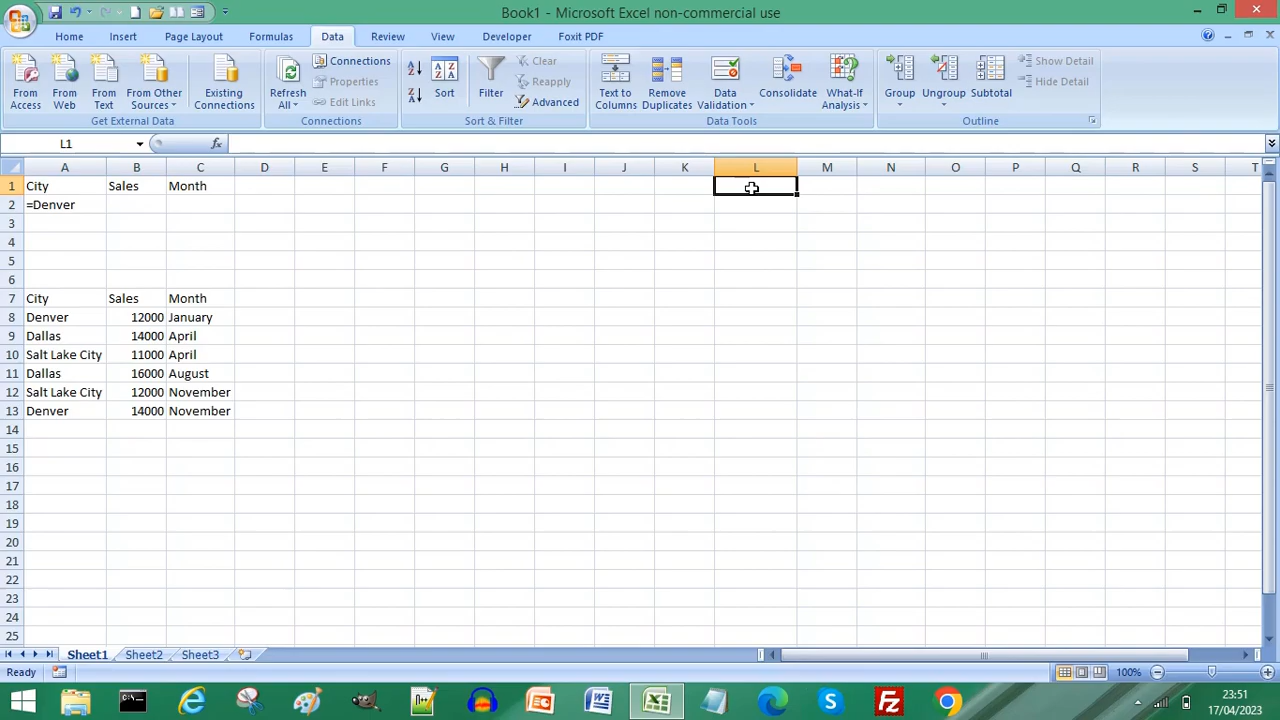 Book1 - Microsoft Excel non-commercial use
Home Insert Page Layout Formulas Data Review View Developer Foxit PDF
From Access
From Web
From Text
From Other Sources
Existing Connections
Get External Data
Refresh All
Connections
Properties
Edit Links
Connections
A Z
Z A
Sort
Filter
Clear
Reapply
Advanced
Sort & Filter
Text to Columns
Remove Duplicates
Data Validation
Consolidate
What-If Analysis
Data Tools
Group
Ungroup
Subtotal
Show Detail
Hide Detail
Outline
L1 fx
A B C D E F G H I J K L M N O P Q R S T
1 City Sales Month
2 =Denver
3
4
5
6
7 City Sales Month
8 Denver 12000 January
9 Dallas 14000 April
10 Salt Lake City 11000 April
11 Dallas 16000 August
12 Salt Lake City 12000 November
13 Denver 14000 November
14
15
16
17
18
19
20
21
22
23
24
25
Sheet1 Sheet2 Sheet3
Ready 100%
23:51
17/04/2023